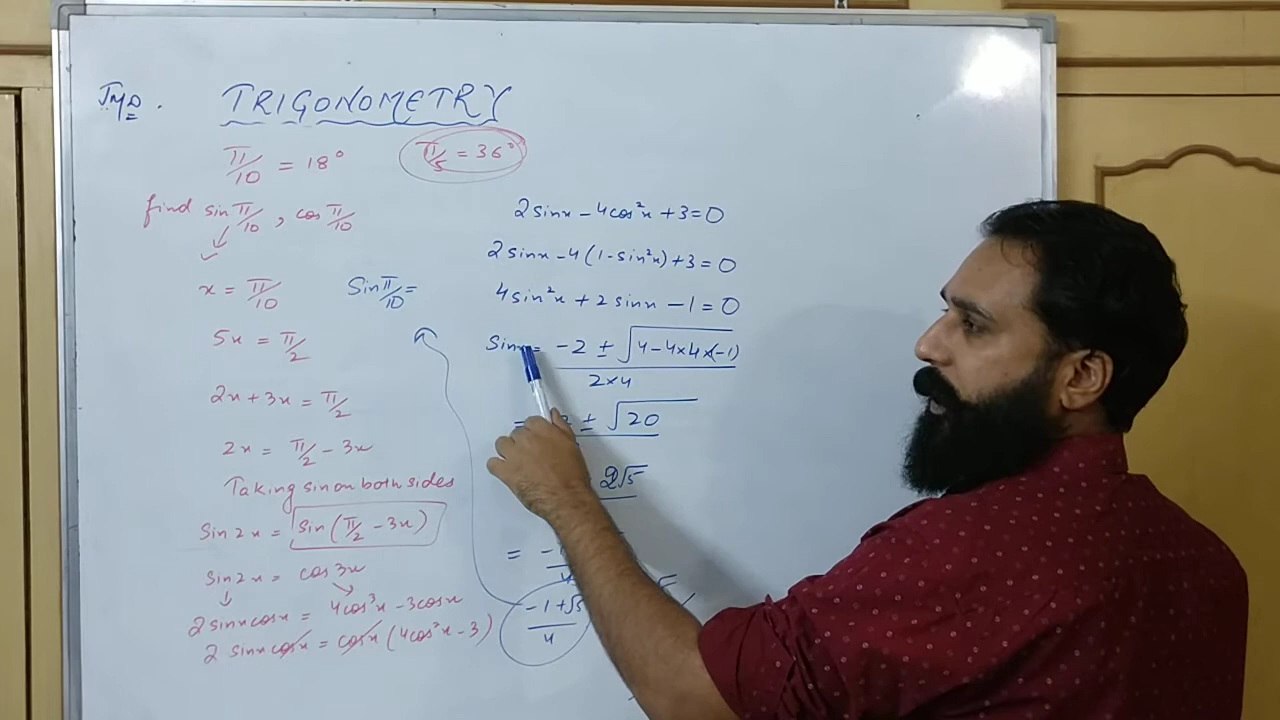 JMD. TRIGONOMETRY
π/10 = 18° π/5 = 36°
find sin π/10, cos π/10
x = π/10 Sin π/10 =
5x = π/2
2x + 3x = π/2
2x = π/2 - 3x
Taking sin on both sides
Sin 2x = sin (π/2 - 3x)
Sin 2x = cos 3x
2 sinx cosx = 4cos³x - 3cosx
2 sinx cosx = cosx (4cos²x - 3)
2 sinx - 4cos²x + 3 = 0
2 sinx - 4 (1 - sin²x) + 3 = 0
4 sin²x + 2 sinx - 1 = 0
Sinx = -2 ± √4 - 4×4×(-1)
2×4
= ± √20
2√5
= -
-1 + √5
4